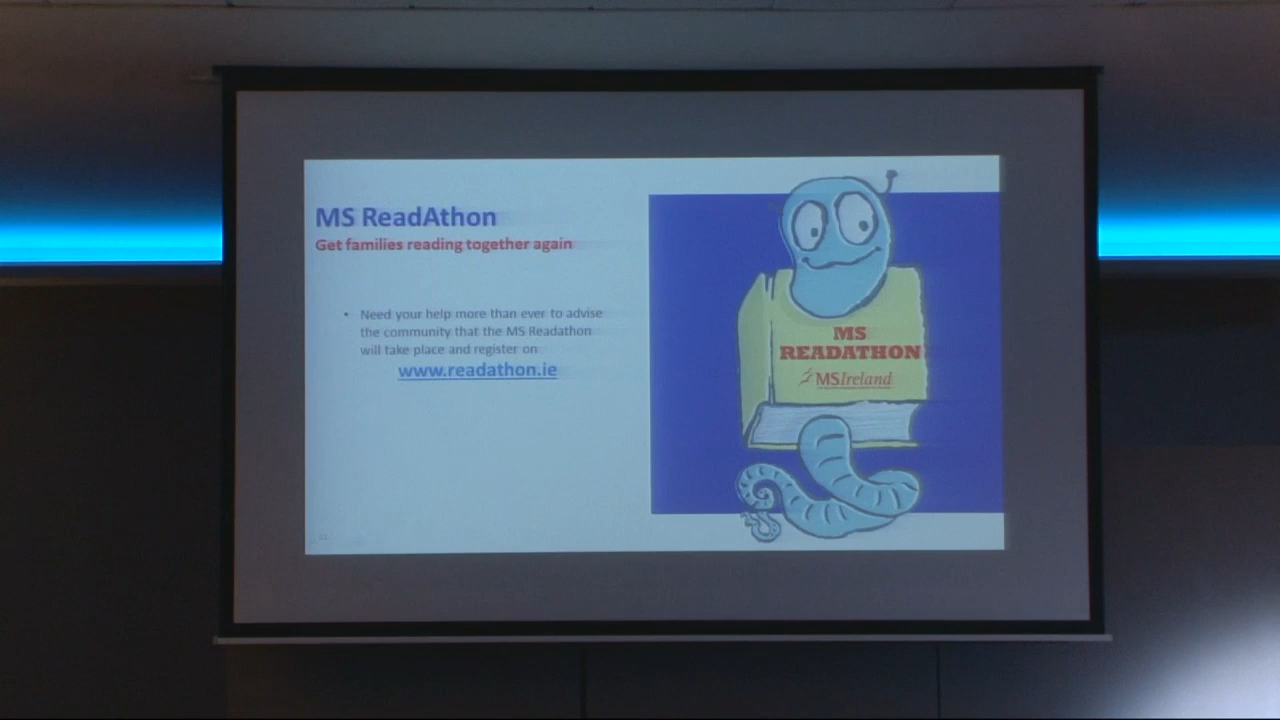 MS ReadAthon
Get families reading together again
• Need your help more than ever to advise
the community that the MS Readathon
will take place and register on
www.readathon.ie
MS
READATHON
MSIreland